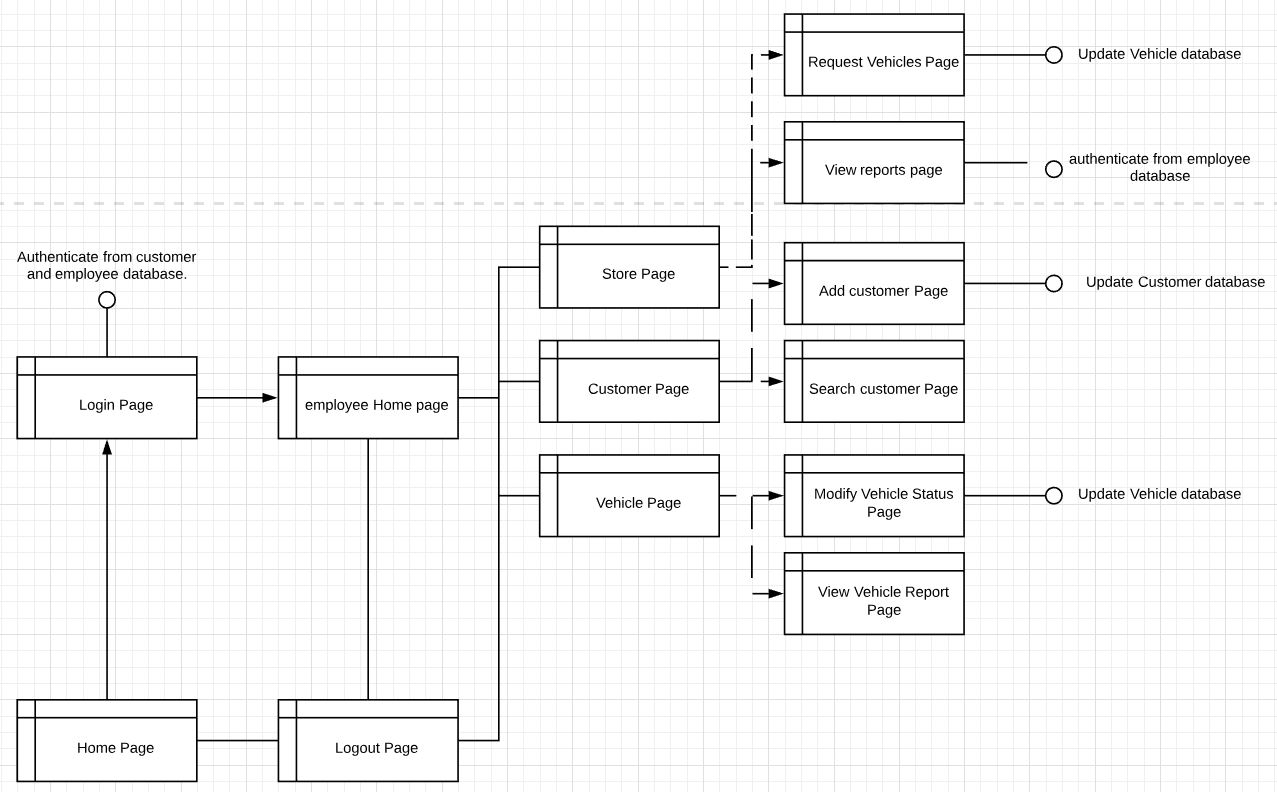 Request Vehicles Page
Update Vehicle database
View reports page
authenticate from employee
database
Authenticate from customer
and employee database.
Store Page
Add customer Page
Update Customer database
Login Page
employee Home page
Customer Page
Search customer Page
Vehicle Page
Modify Vehicle Status
Page
Update Vehicle database
View Vehicle Report
Page
Home Page
Logout Page